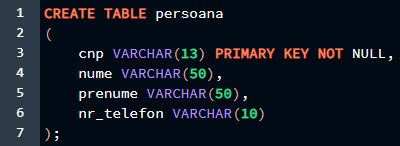 1 CREATE TABLE persoana
2 (
3 cnp VARCHAR(13) PRIMARY KEY NOT NULL,
4 nume VARCHAR(50),
5 prenume VARCHAR(50),
6 nr_telefon VARCHAR(10)
7 );